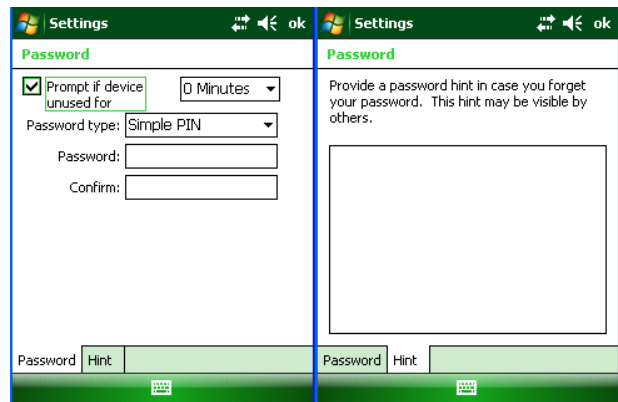 Settings ok
Password
Prompt if device
unused for
0 Minutes
Password type: Simple PIN
Password:
Confirm:
Password Hint
Settings ok
Password
Provide a password hint in case you forget
your password. This hint may be visible by
others.
Password Hint